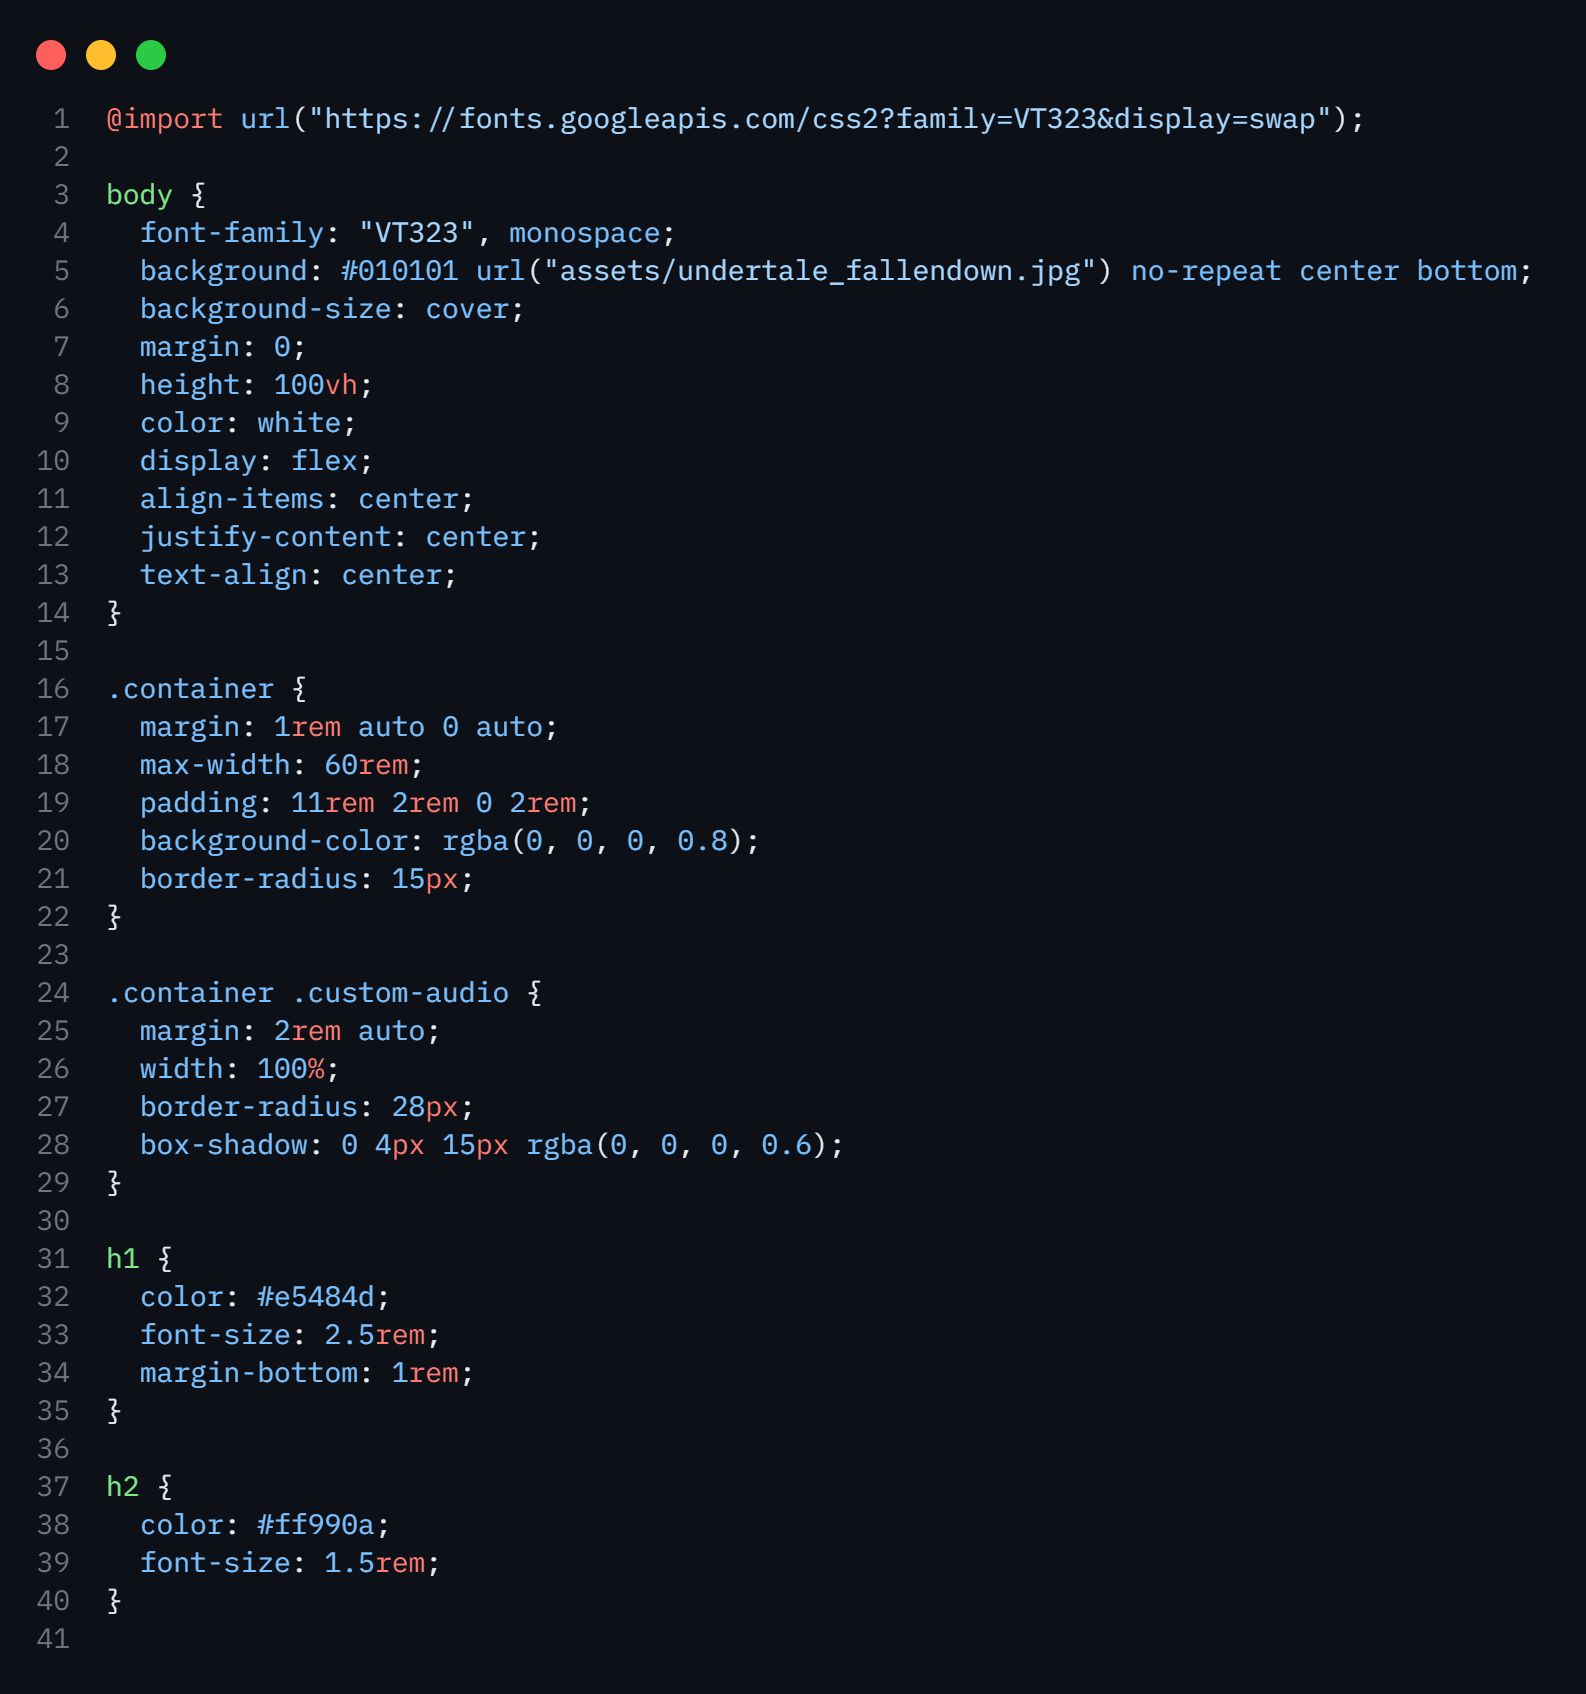 1 @import url("https://fonts.googleapis.com/css2?family=VT323&display=swap");
2
3 body {
4   font-family: "VT323", monospace;
5   background: #010101 url("assets/undertale_fallendown.jpg") no-repeat center bottom;
6   background-size: cover;
7   margin: 0;
8   height: 100vh;
9   color: white;
10   display: flex;
11   align-items: center;
12   justify-content: center;
13   text-align: center;
14 }
15
16 .container {
17   margin: 1rem auto 0 auto;
18   max-width: 60rem;
19   padding: 11rem 2rem 0 2rem;
20   background-color: rgba(0, 0, 0, 0.8);
21   border-radius: 15px;
22 }
23
24 .container .custom-audio {
25   margin: 2rem auto;
26   width: 100%;
27   border-radius: 28px;
28   box-shadow: 0 4px 15px rgba(0, 0, 0, 0.6);
29 }
30
31 h1 {
32   color: #e5484d;
33   font-size: 2.5rem;
34   margin-bottom: 1rem;
35 }
36
37 h2 {
38   color: #ff990a;
39   font-size: 1.5rem;
40 }
41